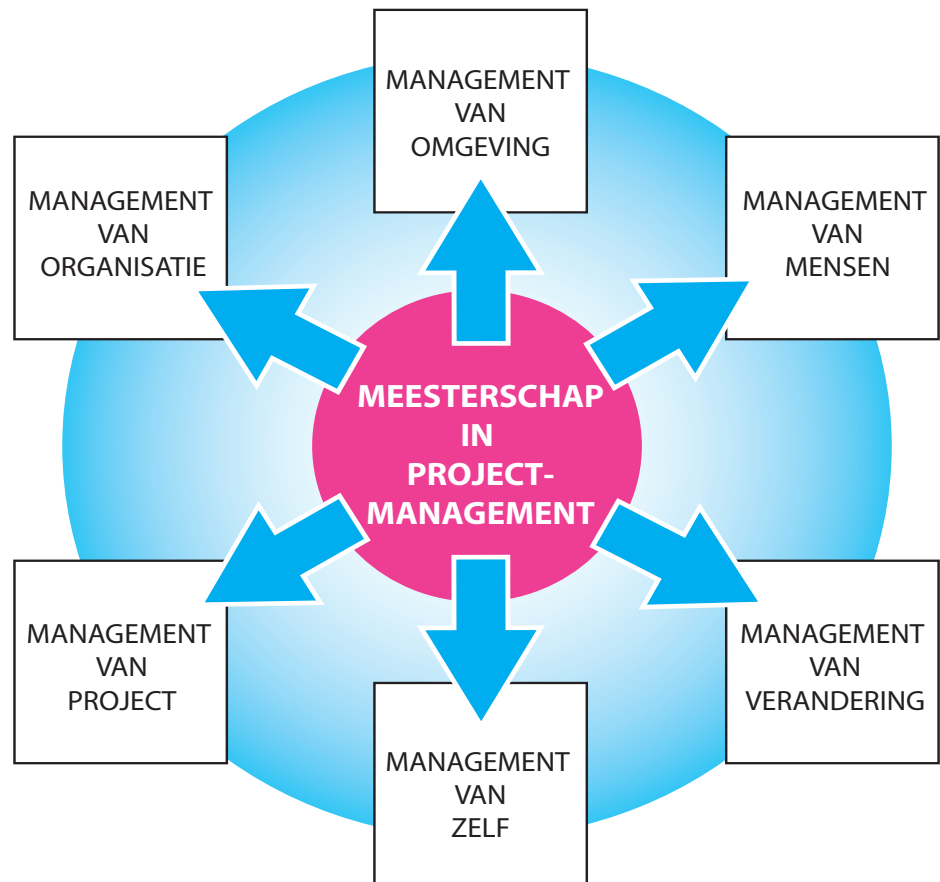 MANAGEMENT
VAN
OMGEVING
MANAGEMENT
VAN
ORGANISATIE
MANAGEMENT
VAN
MENSEN
MEESTERSCHAP
IN
PROJECT-
MANAGEMENT
MANAGEMENT
VAN
PROJECT
MANAGEMENT
VAN
VERANDERING
MANAGEMENT
VAN
ZELF